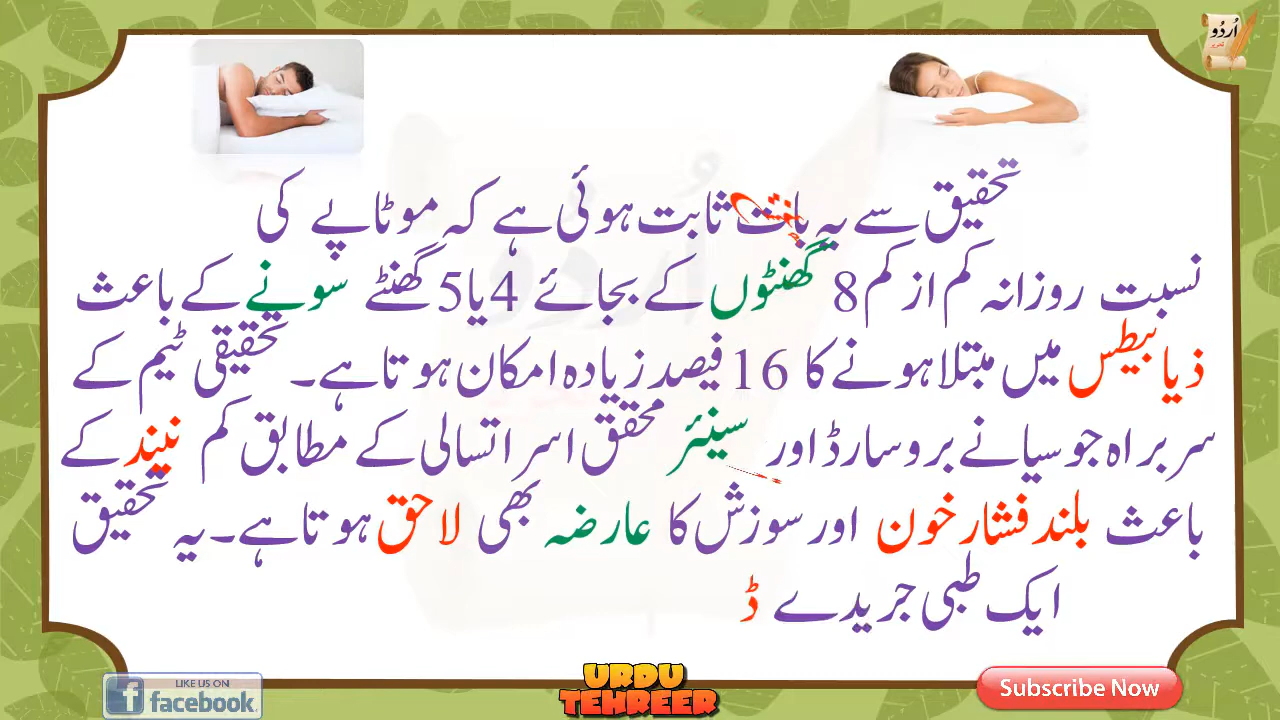 اُردُو
تحقیق سے یہ بات ثابت ہوئی ہے کہ موٹاپے کی
نسبت روزانہ کم از کم 8 گھنٹوں کے بجائے 4 یا 5 گھنٹے سونے کے باعث
ذیابیطس میں مبتلا ہونے کا 16 فیصد زیادہ امکان ہوتا ہے۔ تحقیقی ٹیم کے
سربراہ جوسیانے بروسارڈ اور سینئر محقق اسراتسالی کے مطابق کم نیند کے
باعث بلند فشار خون اور سوزش کا عارضہ بھی لاحق ہوتا ہے۔ یہ تحقیق
ایک طبی جریدے ڈ
LIKE US ON
facebook
URDU
TEHREER
Subscribe Now